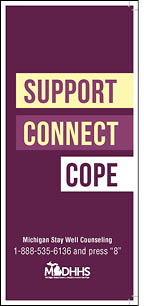 SUPPORT
CONNECT
COPE
Michigan Stay Well Counseling
1-888-535-6136 and press "8"
MDHHS